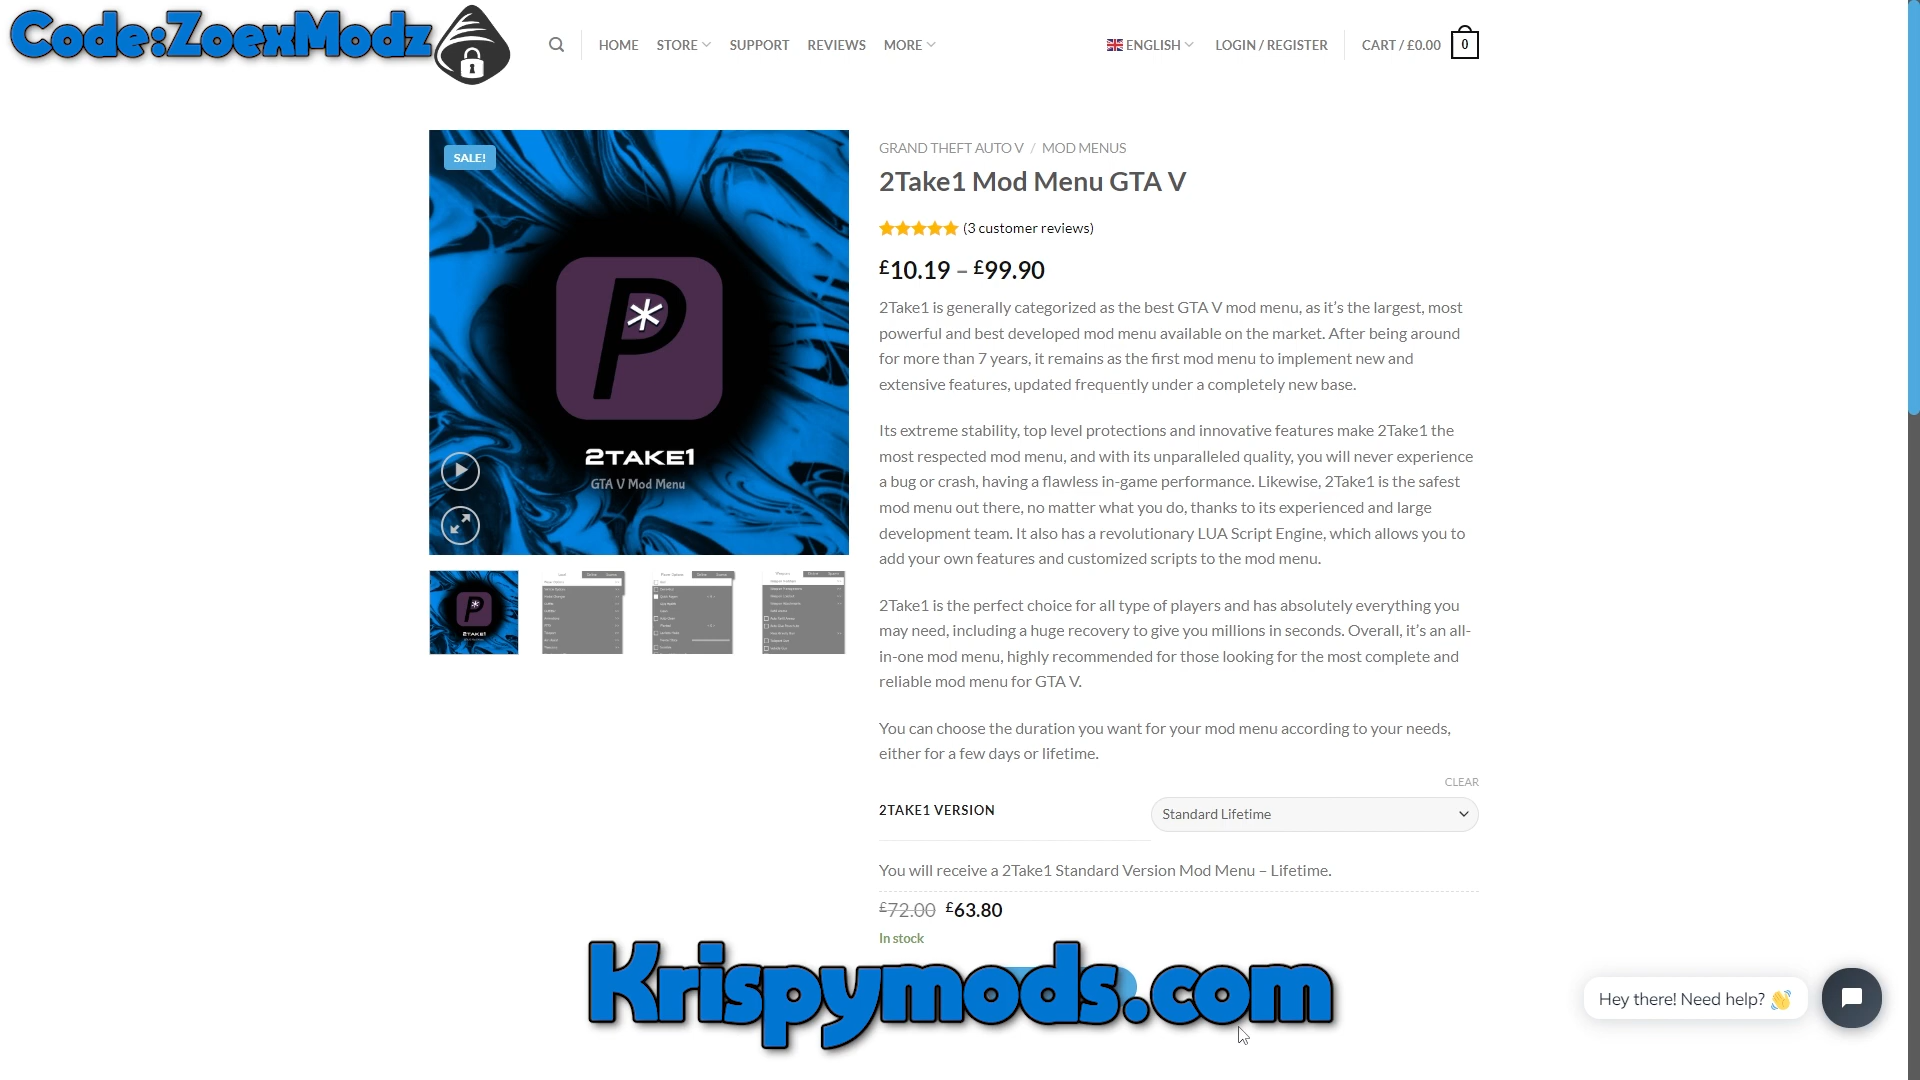 Code:ZoexModz
HOME
STORE
SUPPORT
REVIEWS
MORE
ENGLISH
LOGIN / REGISTER
CART / £0.00
0
SALE!
P
*
2TAKE1
GTA V Mod Menu
GRAND THEFT AUTO V / MOD MENUS
2Take1 Mod Menu GTA V
(3 customer reviews)
£10.19 – £99.90
2Take1 is generally categorized as the best GTA V mod menu, as it’s the largest, most
powerful and best developed mod menu available on the market. After being around
for more than 7 years, it remains as the first mod menu to implement new and
extensive features, updated frequently under a completely new base.
Its extreme stability, top level protections and innovative features make 2Take1 the
most respected mod menu, and with its unparalleled quality, you will never experience
a bug or crash, having a flawless in-game performance. Likewise, 2Take1 is the safest
mod menu out there, no matter what you do, thanks to its experienced and large
development team. It also has a revolutionary LUA Script Engine, which allows you to
add your own features and customized scripts to the mod menu.
2Take1 is the perfect choice for all type of players and has absolutely everything you
may need, including a huge recovery to give you millions in seconds. Overall, it’s an all-
in-one mod menu, highly recommended for those looking for the most complete and
reliable mod menu for GTA V.
You can choose the duration you want for your mod menu according to your needs,
either for a few days or lifetime.
CLEAR
2TAKE1 VERSION
Standard Lifetime
You will receive a 2Take1 Standard Version Mod Menu – Lifetime.
£72.00 £63.80
In stock
Krispymods.com
Hey there! Need help? 👋